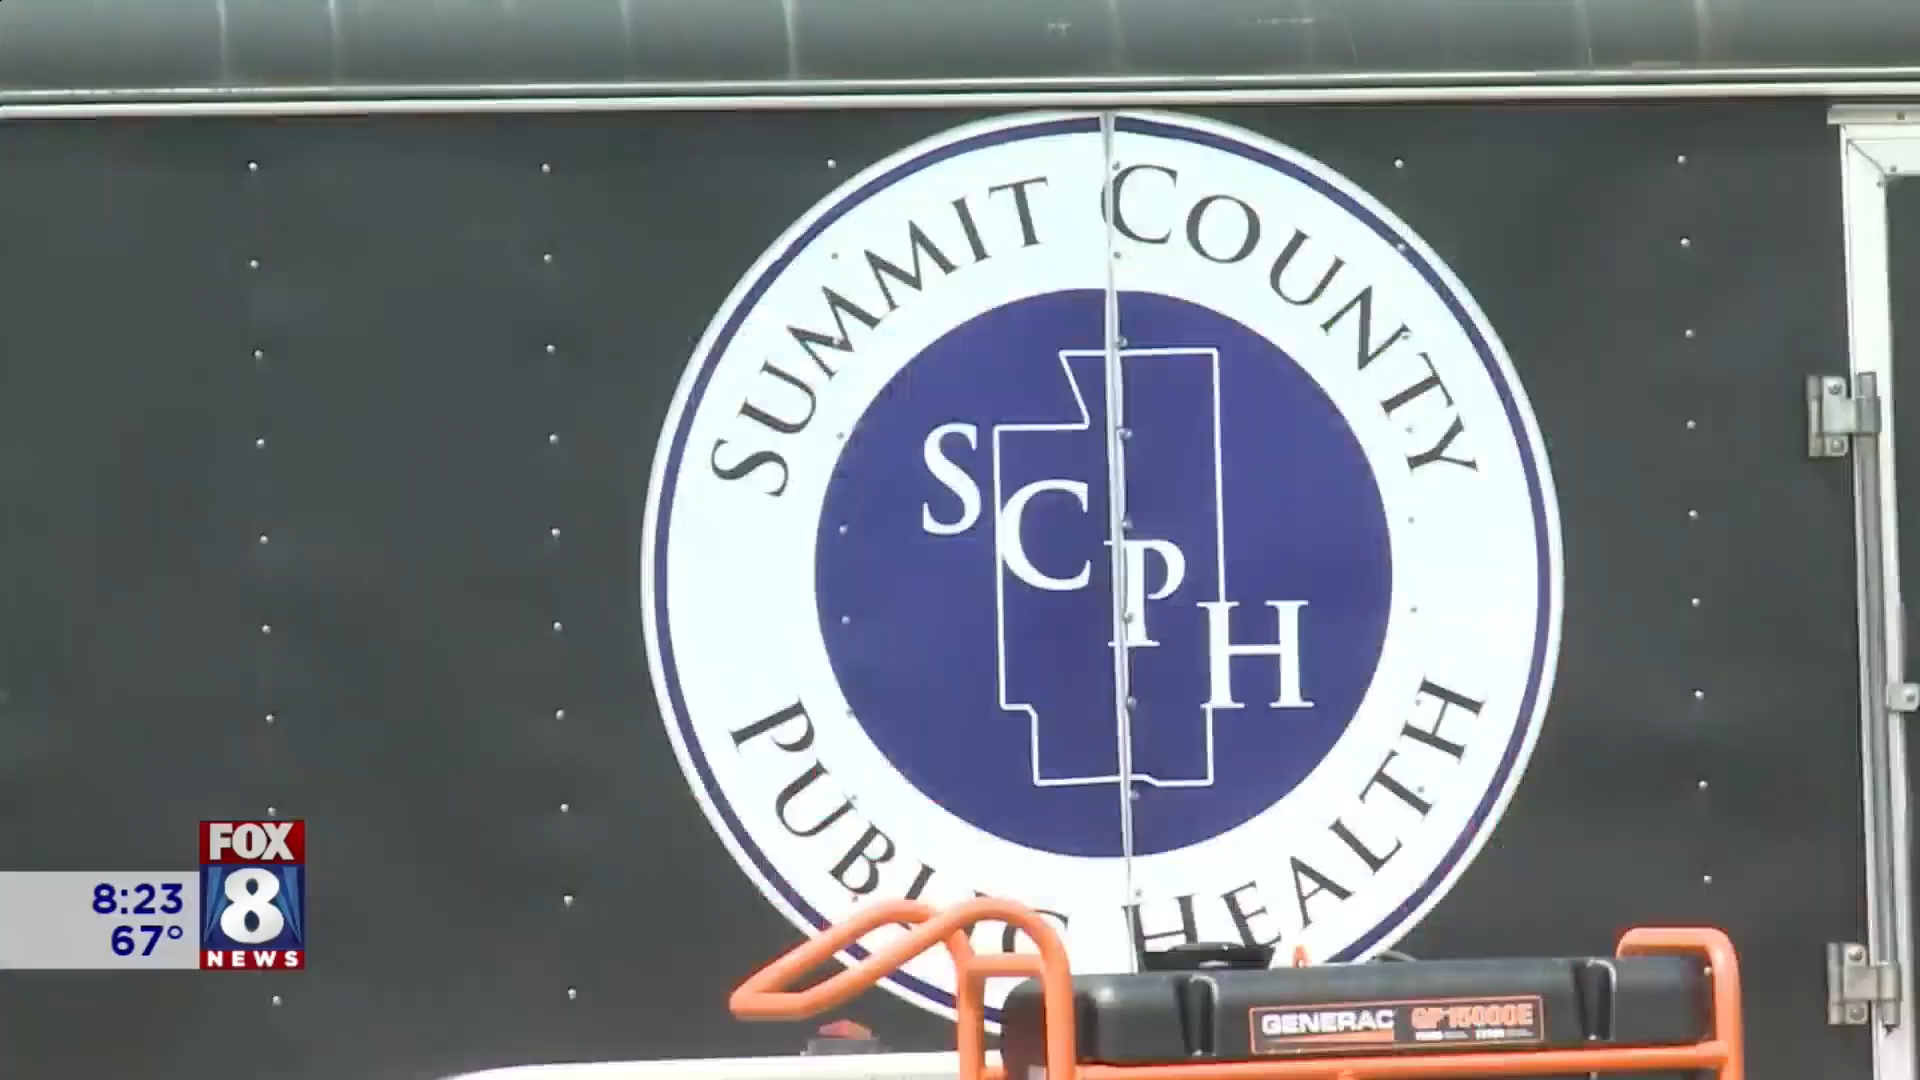 SUMMIT COUNTY
SCPH
PUBLIC HEALTH
8:23
67°
FOX
8
NEWS
GENERAC GP15000E